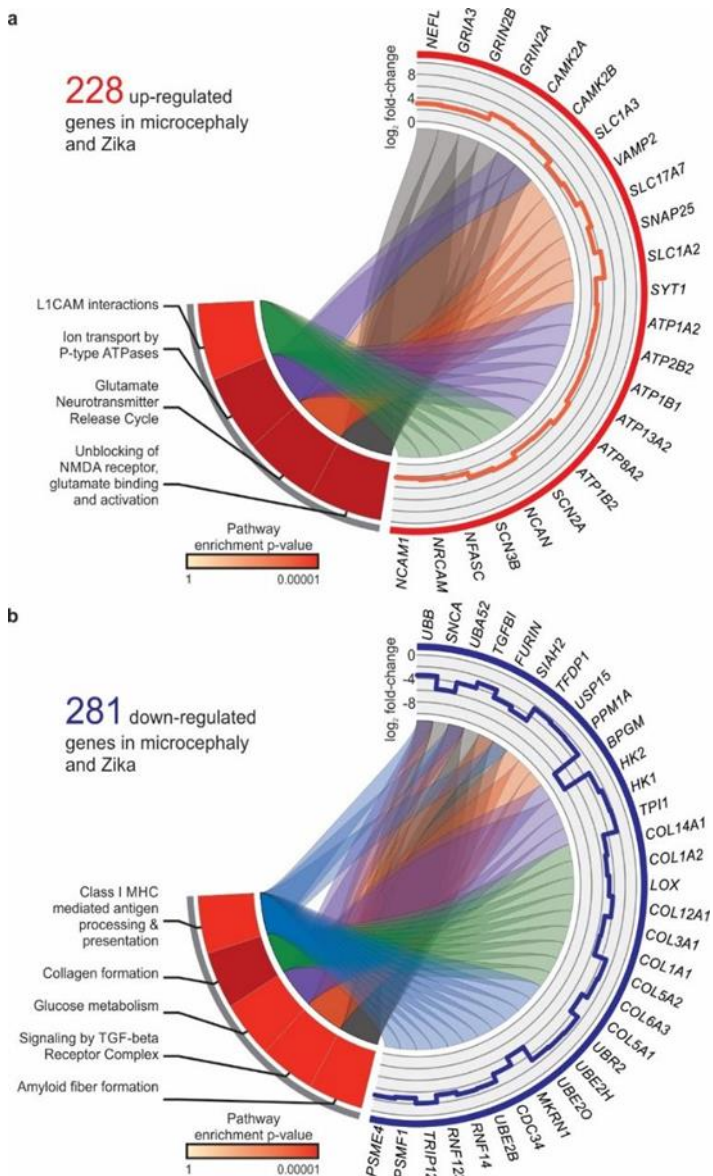 a
228 up-regulated
genes in microcephaly
and Zika
log2 fold-change
8
4
0
NEFL
GRIA3
GRIN2B
GRIN2A
CAMK2A
CAMK2B
SLC1A3
VAMP2
SLC17A7
SNAP25
SLC1A2
SYT1
ATP1A2
ATP2B2
ATP1B1
ATP13A2
ATP8A2
ATP1B2
SCN2A
NCAN
SCN3B
NFASC
NRCAM
NCAM1
L1CAM interactions
Ion transport by
P-type ATPases
Glutamate
Neurotransmitter
Release Cycle
Unblocking of
NMDA receptor,
glutamate binding
and activation
Pathway
enrichment p-value
1 0.00001
b
281 down-regulated
genes in microcephaly
and Zika
log2 fold-change
0
-4
-8
UBB
SNCA
UBA52
TGFBI
FURIN
SIAH2
TFDP1
USP15
PPM1A
BPGM
HK2
HK1
TPI1
COL14A1
COL1A2
LOX
COL12A1
COL3A1
COL1A1
COL5A2
COL6A3
COL5A1
UBR2
UBE2H
UBE2O
MKRN1
CDC34
UBE2B
RNF14
RNF12
TRIP12
PSMF1
PSME4
Class I MHC
mediated antigen
processing &
presentation
Collagen formation
Glucose metabolism
Signaling by TGF-beta
Receptor Complex
Amyloid fiber formation
Pathway
enrichment p-value
1 0.00001